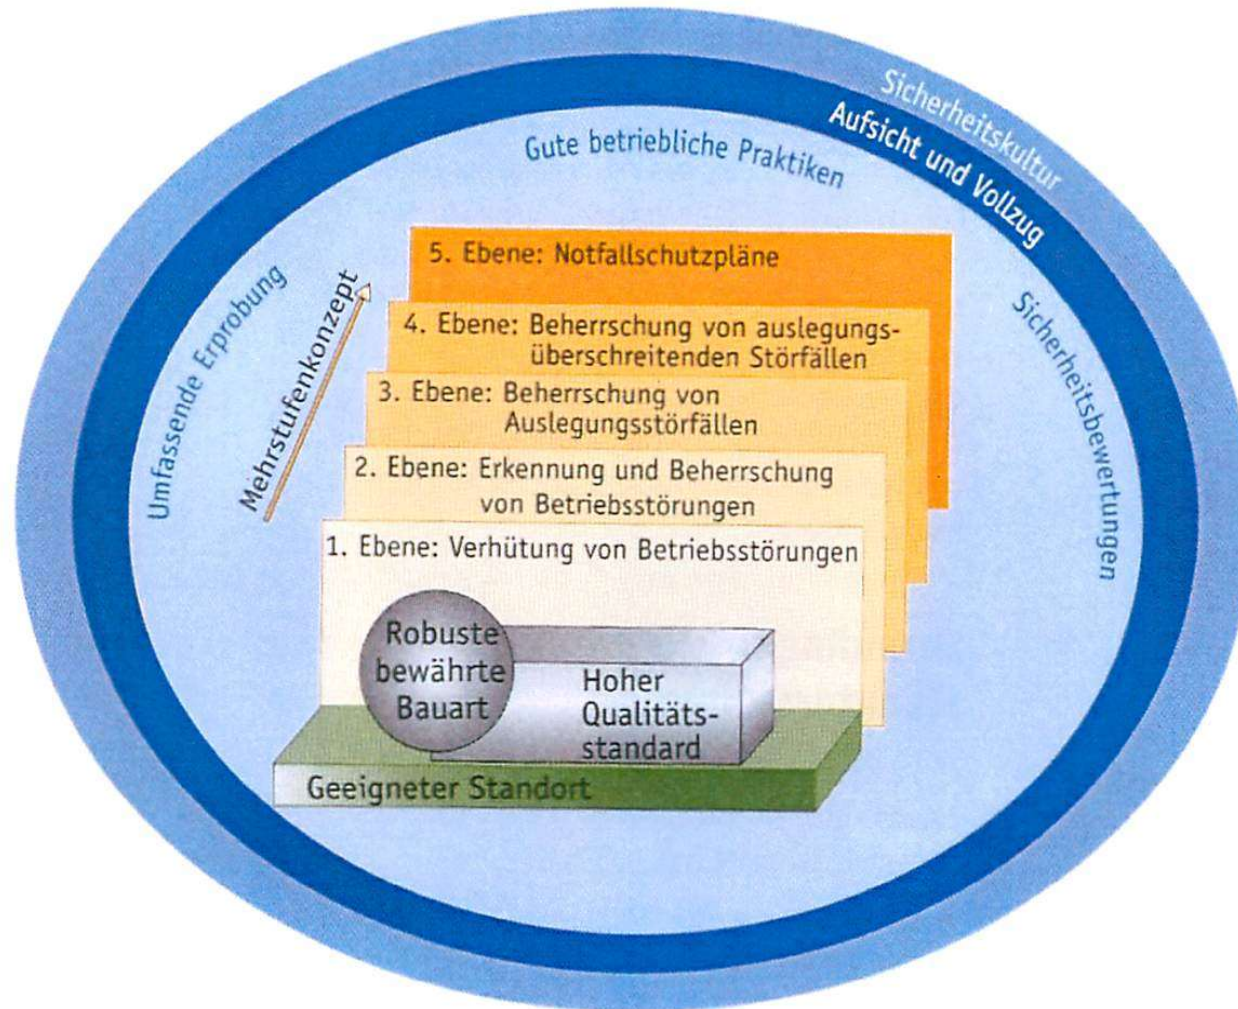 Sicherheitskultur
Aufsicht und Vollzug
Gute betriebliche Praktiken
Umfassende Erprobung
Sicherheitsbewertungen
Mehrstufenkonzept
5. Ebene: Notfallschutzpläne
4. Ebene: Beherrschung von auslegungs-
überschreitenden Störfällen
3. Ebene: Beherrschung von
Auslegungsstörfällen
2. Ebene: Erkennung und Beherrschung
von Betriebsstörungen
1. Ebene: Verhütung von Betriebsstörungen
Robuste
bewährte
Bauart
Hoher
Qualitäts-
standard
Geeigneter Standort